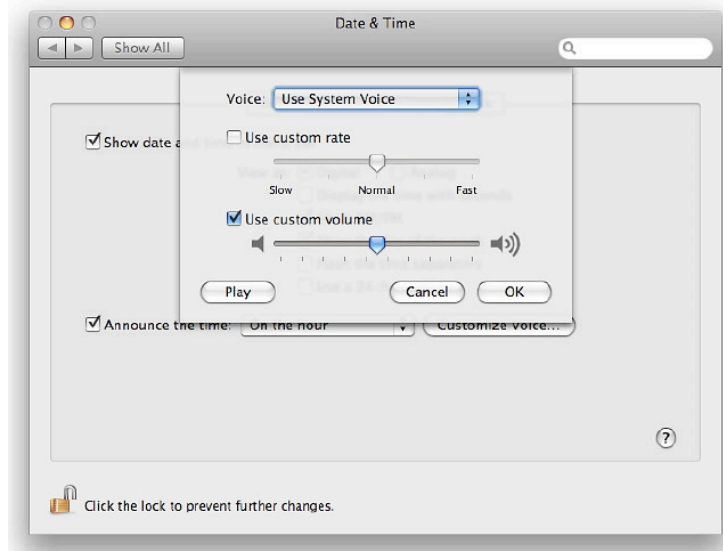 Date & Time
Show All
Voice: Use System Voice
Use custom rate
Show date a
Slow Normal Fast
Use custom volume
Play Cancel OK
Announce the time: On the hour Customize Voice...
?
Click the lock to prevent further changes.